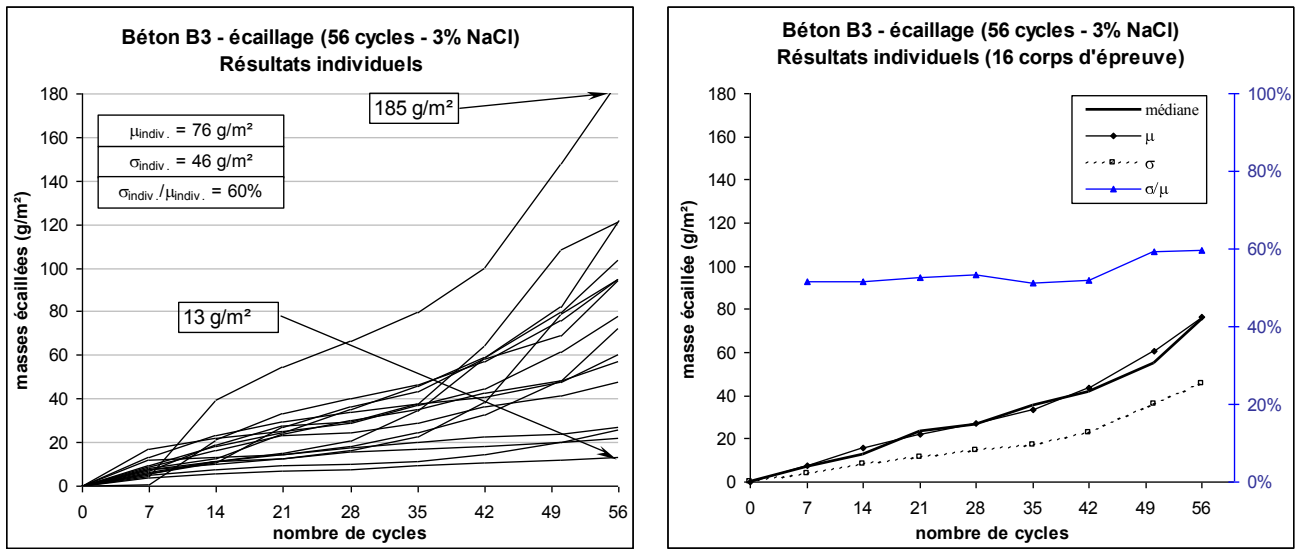 Béton B3 - écaillage (56 cycles - 3% NaCl)
Résultats individuels
masses écaillées (g/m²)
180
160
140
120
100
80
60
40
20
0
185 g/m²
μindiv. = 76 g/m²
σindiv. = 46 g/m²
σindiv./μindiv. = 60%
13 g/m²
0 7 14 21 28 35 42 49 56
nombre de cycles
Béton B3 - écaillage (56 cycles - 3% NaCl)
Résultats individuels (16 corps d'épreuve)
masse écaillée (g/m²)
180
160
140
120
100
80
60
40
20
0
médiane
μ
σ
σ/μ
100%
80%
60%
40%
20%
0%
0 7 14 21 28 35 42 49 56
nombre de cycles